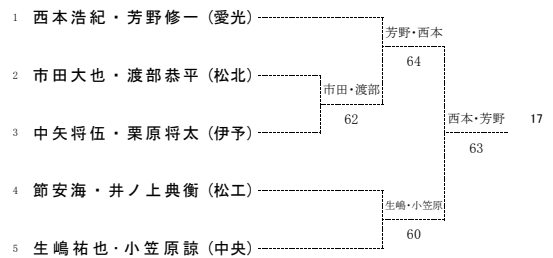 1 西本浩紀・芳野修一（愛光）
芳野・西本
64
2 市田大也・渡部恭平（松北）
市田・渡部
62
西本・芳野 17
63
3 中矢将伍・栗原将太（伊予）
4 節安海・井ノ上典衡（松工）
生嶋・小笠原
60
5 生嶋祐也・小笠原諒（中央）